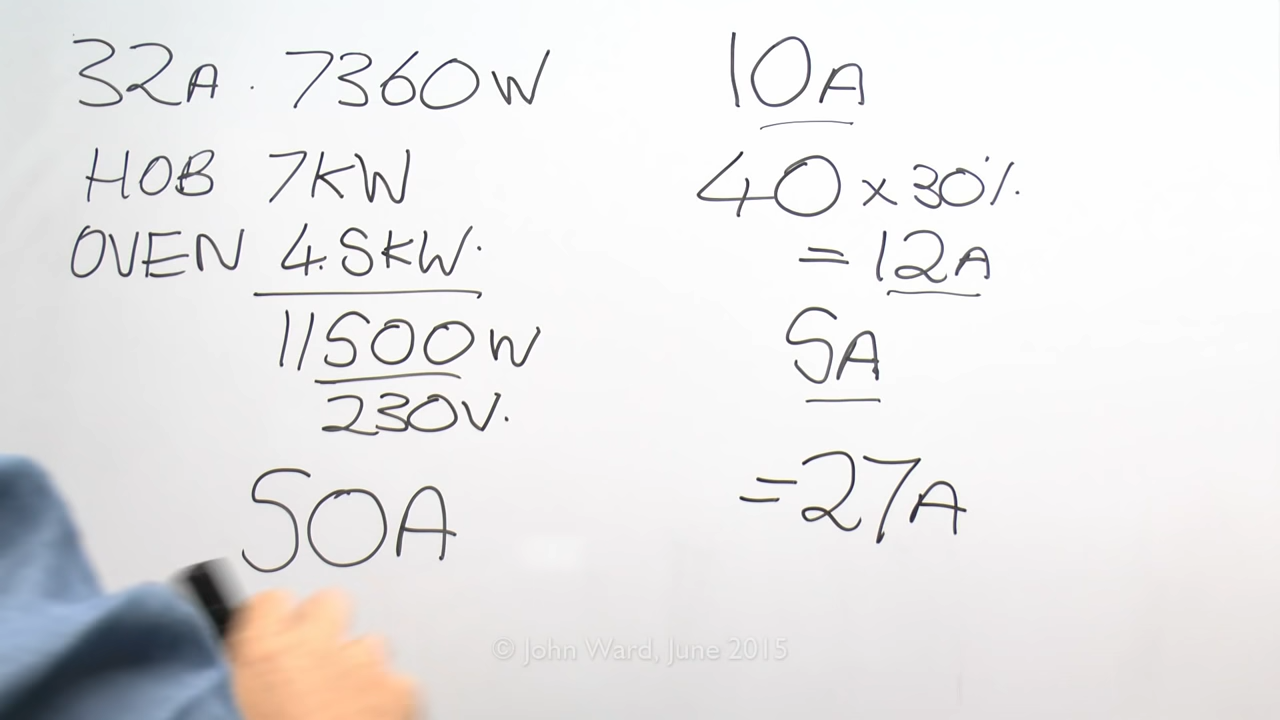 32A. 7360W
HOB 7KW
OVEN 4.5KW.
11500W
230V.
50A
10A
40 x 30%.
= 12A
5A
= 27A
© John Ward, June 2015